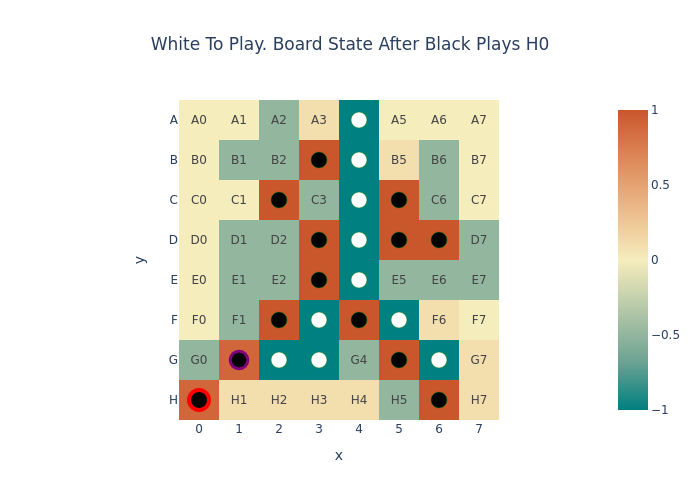 White To Play. Board State After Black Plays H0
A A0 A1 A2 A3 A5 A6 A7
B B0 B1 B2 B5 B6 B7
C C0 C1 C3 C6 C7
D D0 D1 D2 D7
E E0 E1 E2 E5 E6 E7
F F0 F1 F6 F7
G G0 G4 G7
H H1 H2 H3 H4 H5 H7
0 1 2 3 4 5 6 7
x
y
1
0.5
0
−0.5
−1